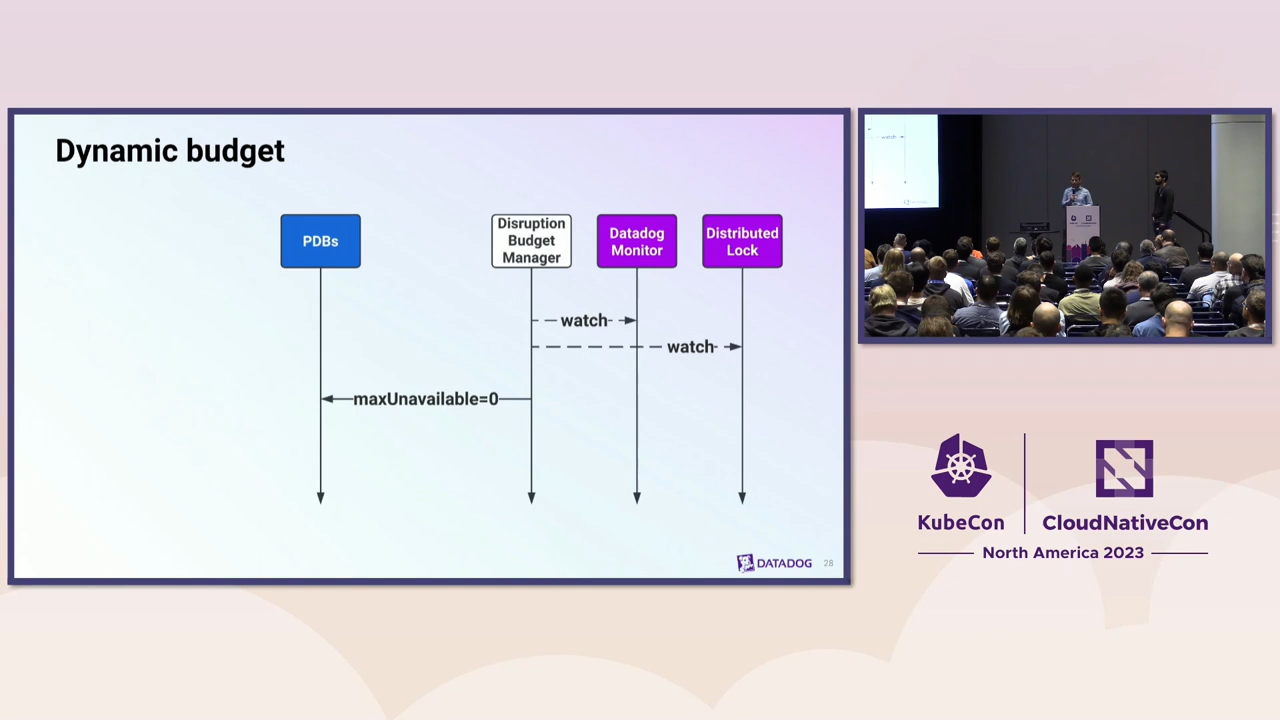 Dynamic budget
PDBs
Disruption
Budget
Manager
Datadog
Monitor
Distributed
Lock
watch
watch
maxUnavailable=0
DATADOG
28
watch
KubeCon
CloudNativeCon
North America 2023